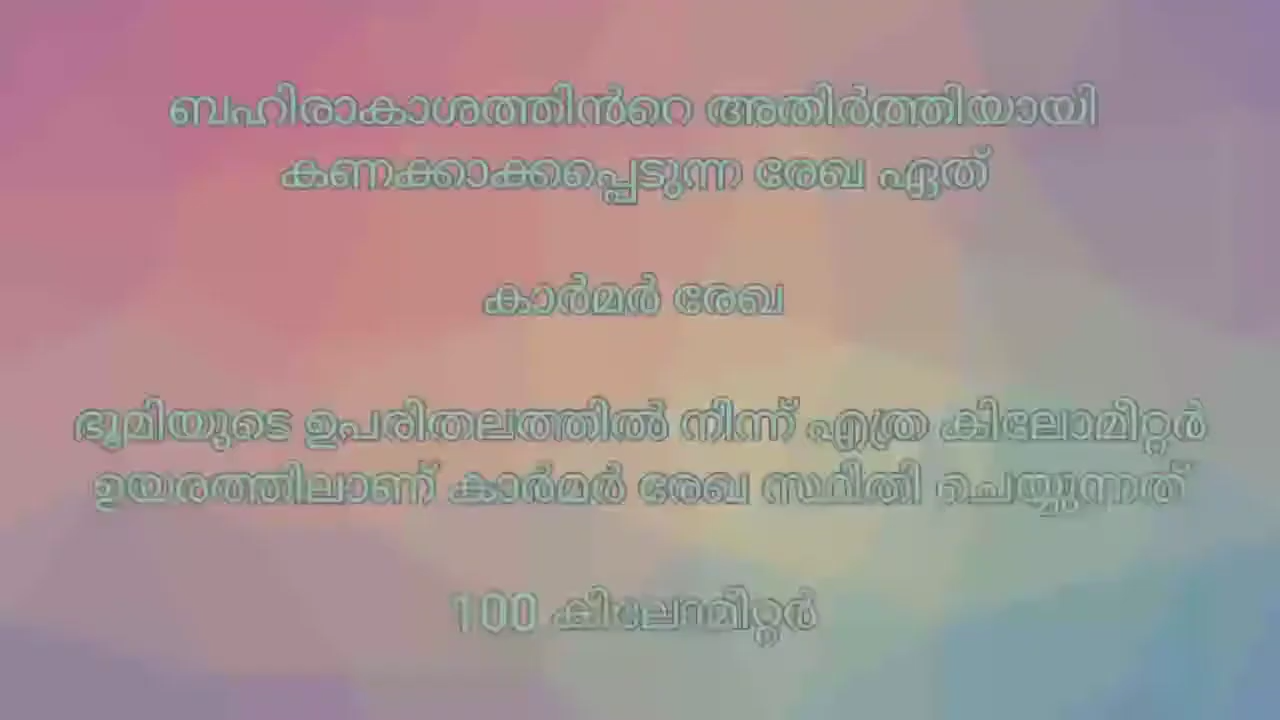 ബഹിരാകാശത്തിൻറെ അതിർത്തിയായി
കണക്കാക്കപ്പെടുന്ന രേഖ ഏത്
കാർമർ രേഖ
ഭൂമിയുടെ ഉപരിതലത്തിൽ നിന്ന് എത്ര കിലോമീറ്റർ
ഉയരത്തിലാണ് കാർമർ രേഖ സ്ഥിതി ചെയ്യുന്നത്
100 കിലോമീറ്റർ